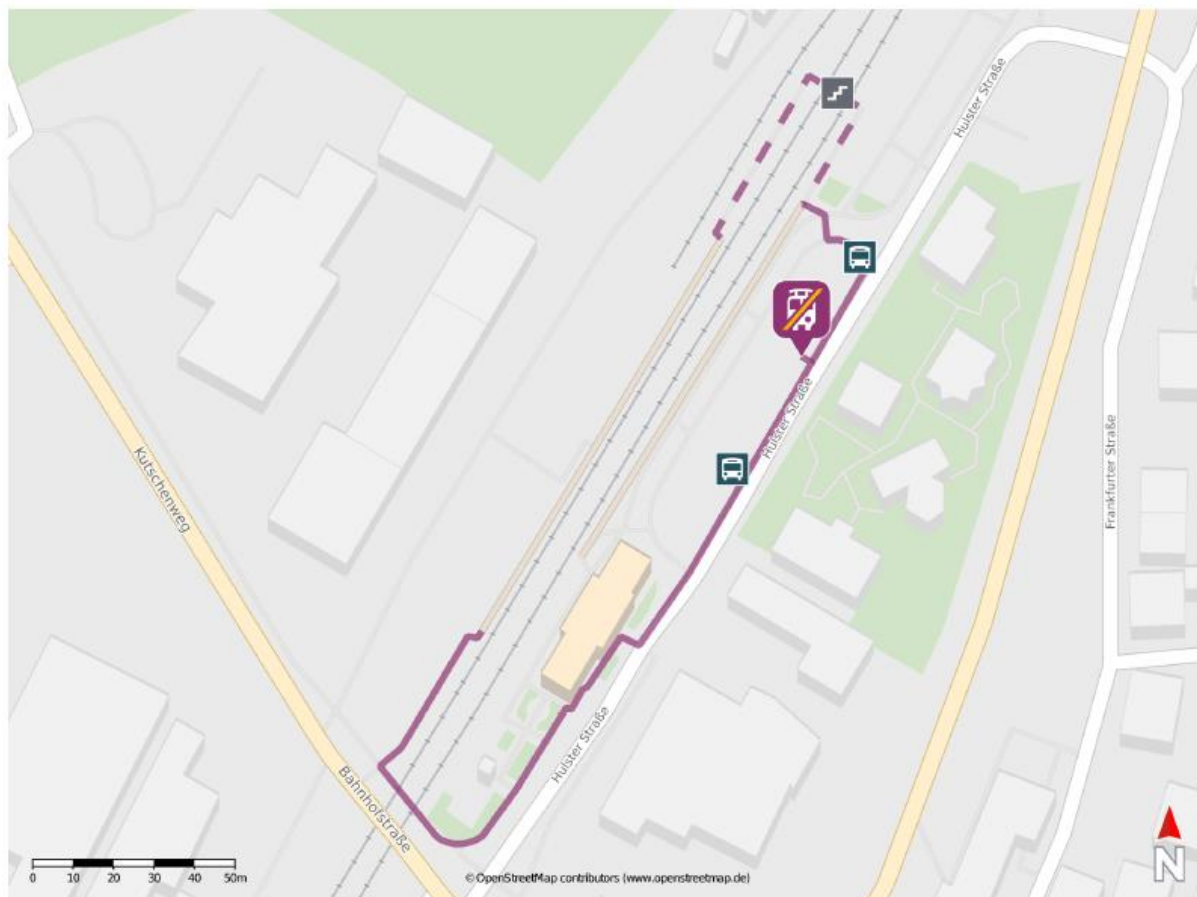 Hulster Straße
Hulster Straße
Frankfurter Straße
Kutschenweg
Hulster Straße
Bahnhofstraße
0 10 20 30 40 50m
© OpenStreetMap contributors (www.openstreetmap.de)
N